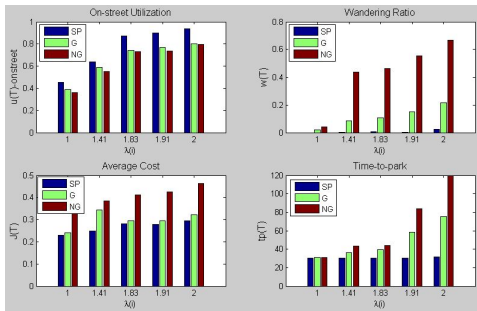 On-street Utilization
u(T)-onstreet
1
0.8
0.6
0.4
0.2
0
SP
G
NG
1 1.41 1.83 1.91 2
λ(i)
Wandering Ratio
w(T)
0.8
0.6
0.4
0.2
0
SP
G
NG
1 1.41 1.83 1.91 2
λ(i)
Average Cost
J(T)
0.5
0.4
0.3
0.2
0.1
0
SP
G
NG
1 1.41 1.83 1.91 2
λ(i)
Time-to-park
tp(T)
120
100
80
60
40
20
0
SP
G
NG
1 1.41 1.83 1.91 2
λ(i)